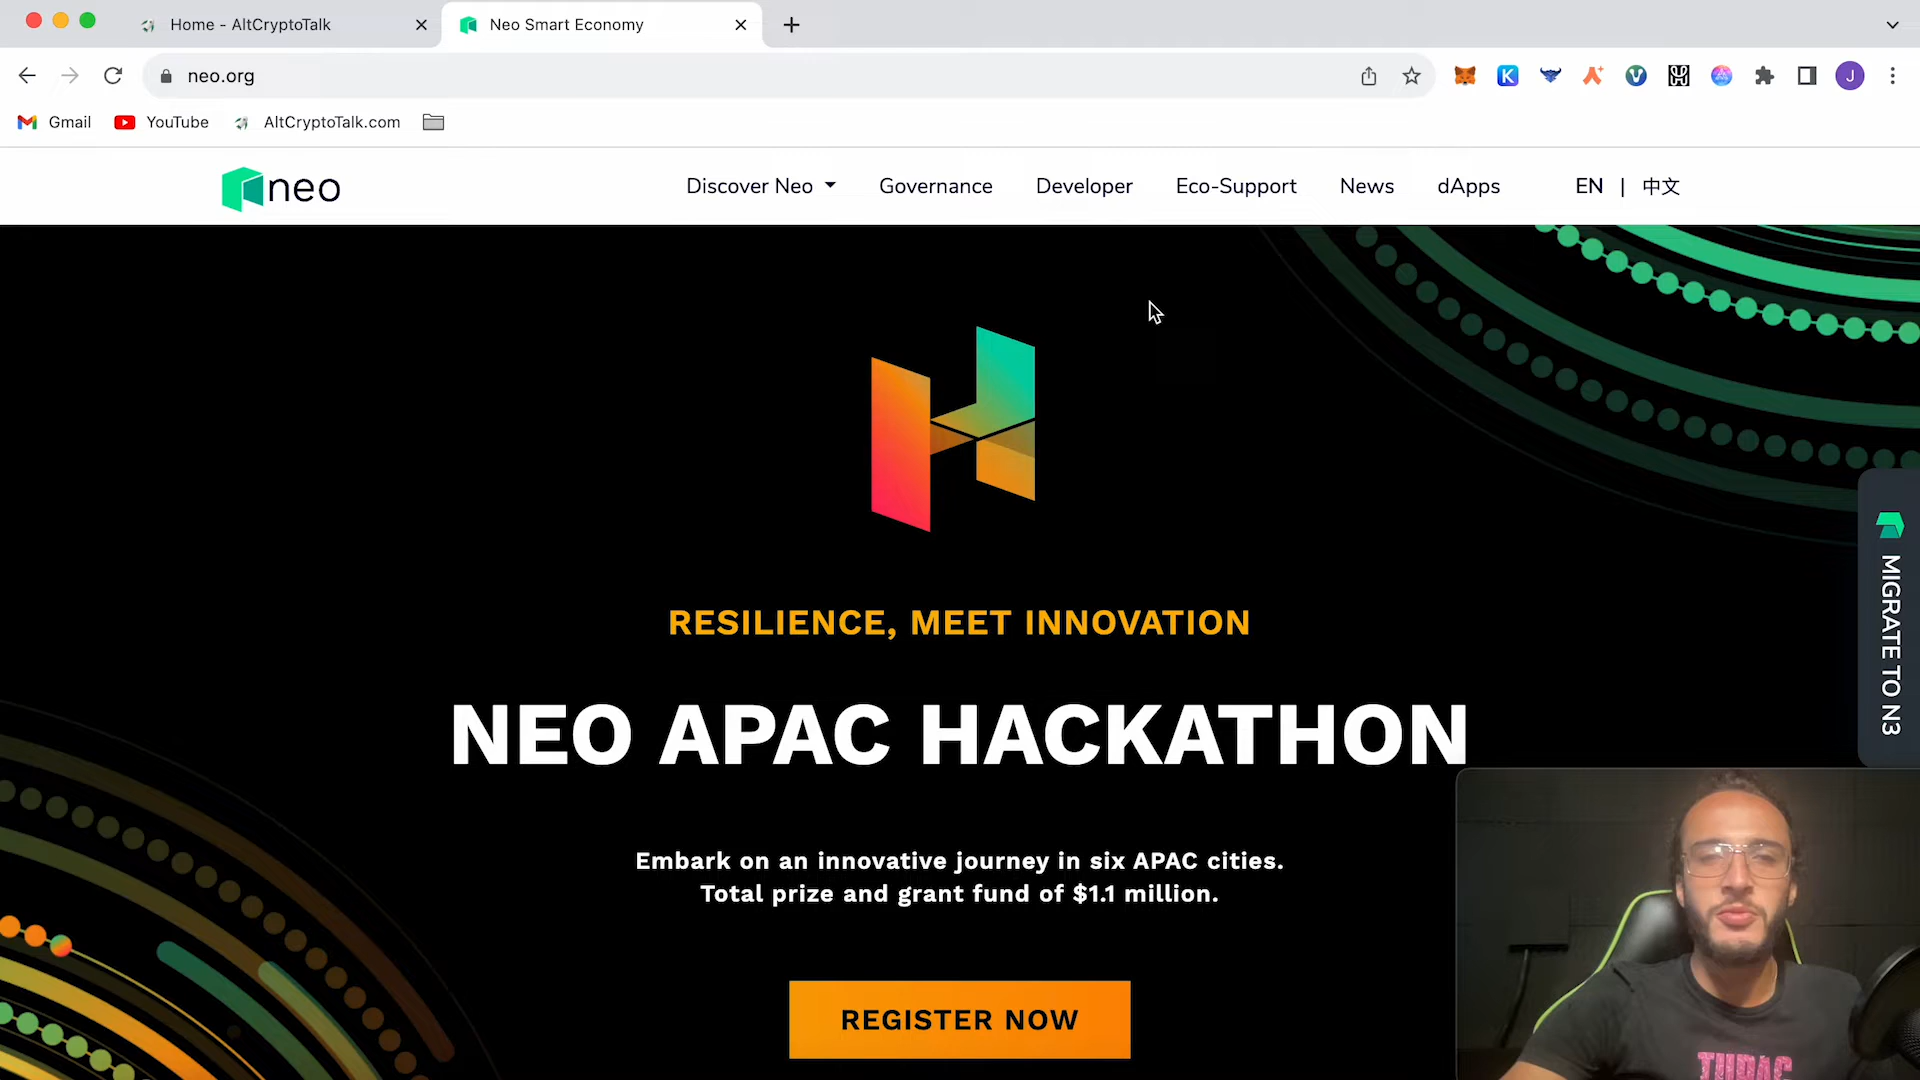 Home - AltCryptoTalk
Neo Smart Economy
neo.org
K
J
Gmail
YouTube
AltCryptoTalk.com
neo
Discover Neo
Governance
Developer
Eco-Support
News
dApps
EN | 中文
RESILIENCE, MEET INNOVATION
MIGRATE TO N3
NEO APAC HACKATHON
Embark on an innovative journey in six APAC cities.
Total prize and grant fund of $1.1 million.
REGISTER NOW
TUPAC